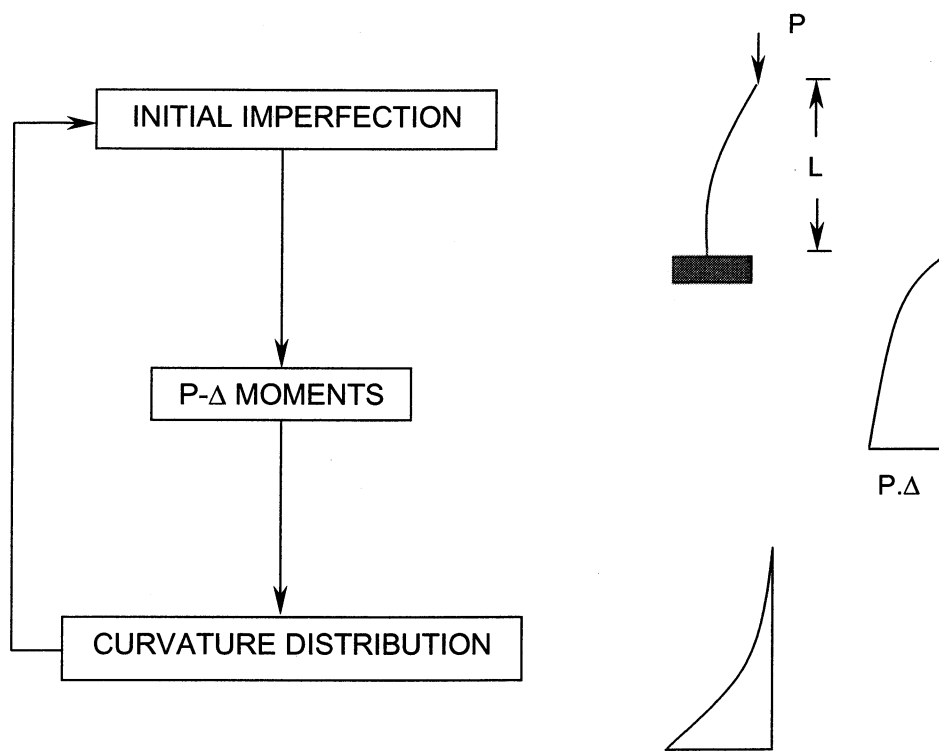 P
INITIAL IMPERFECTION
L
P-Δ MOMENTS
P.Δ
CURVATURE DISTRIBUTION